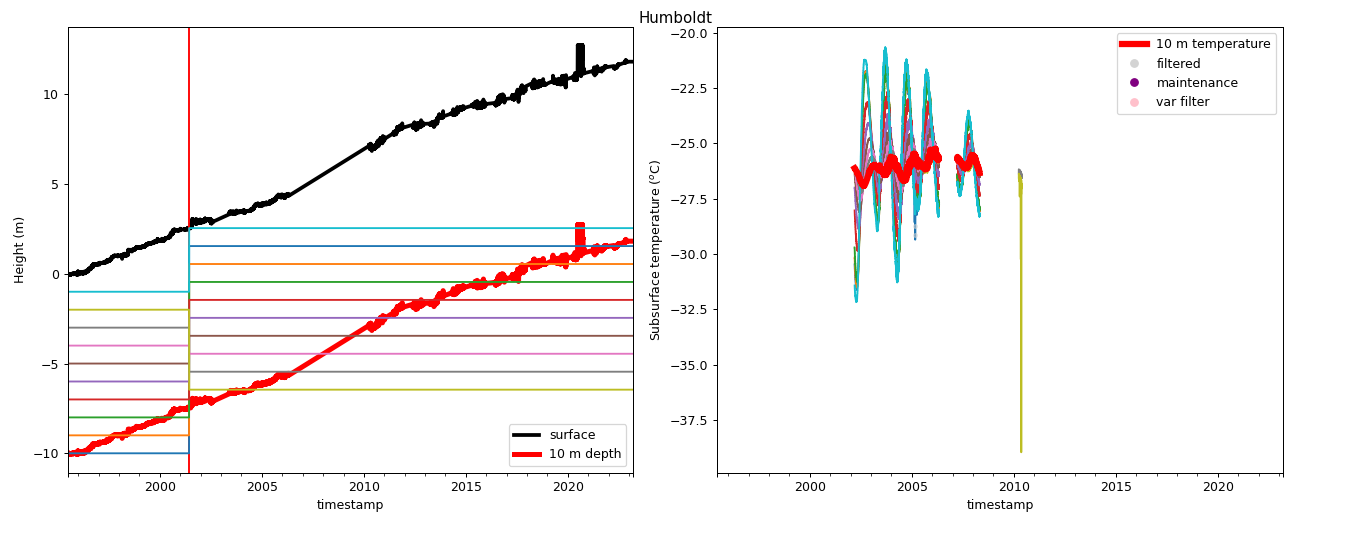 Humboldt
10
5
0
−5
−10
Height (m)
2000
2005
2010
2015
2020
timestamp
surface
10 m depth
−20.0
−22.5
−25.0
−27.5
−30.0
−32.5
−35.0
−37.5
Subsurface temperature (°C)
2000
2005
2010
2015
2020
timestamp
10 m temperature
filtered
maintenance
var filter